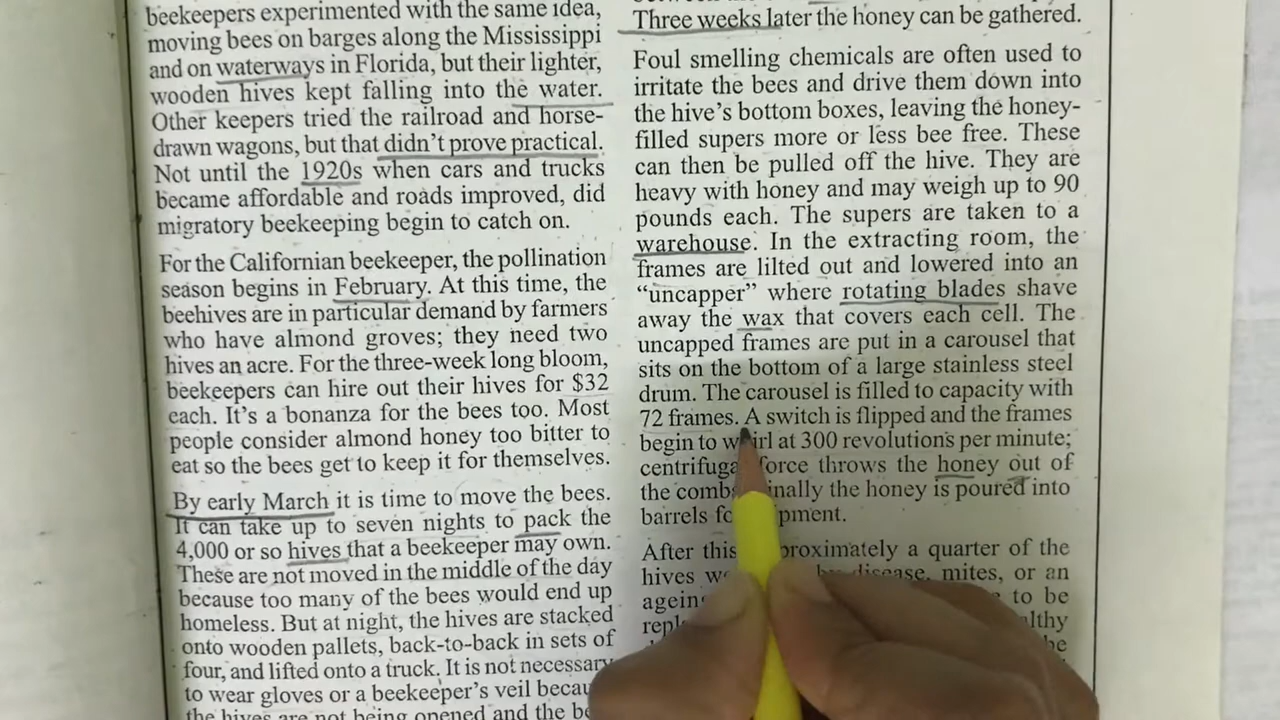 beekeepers experimented with the same idea,
moving bees on barges along the Mississippi
and on waterways in Florida, but their lighter,
wooden hives kept falling into the water.
Other keepers tried the railroad and horse-
drawn wagons, but that didn't prove practical.
Not until the 1920s when cars and trucks
became affordable and roads improved, did
migratory beekeeping begin to catch on.
For the Californian beekeeper, the pollination
season begins in February. At this time, the
beehives are in particular demand by farmers
who have almond groves; they need two
hives an acre. For the three-week long bloom,
beekeepers can hire out their hives for $32
each. It's a bonanza for the bees too. Most
people consider almond honey too bitter to
eat so the bees get to keep it for themselves.
By early March it is time to move the bees.
It can take up to seven nights to pack the
4,000 or so hives that a beekeeper may own.
These are not moved in the middle of the day
because too many of the bees would end up
homeless. But at night, the hives are stacked
onto wooden pallets, back-to-back in sets of
four, and lifted onto a truck. It is not necessary
to wear gloves or a beekeeper's veil
the hives are not being opened and the
Three weeks later the honey can be gathered.
Foul smelling chemicals are often used to
irritate the bees and drive them down into
the hive's bottom boxes, leaving the honey-
filled supers more or less bee free. These
can then be pulled off the hive. They are
heavy with honey and may weigh up to 90
pounds each. The supers are taken to a
warehouse. In the extracting room, the
frames are lilted out and lowered into an
"uncapper" where rotating blades shave
away the wax that covers each cell. The
uncapped frames are put in a carousel that
sits on the bottom of a large stainless steel
drum. The carousel is filled to capacity with
72 frames. A switch is flipped and the frames
begin to whirl at 300 revolutions per minute;
force throws the honey out of
the the honey is poured into
barrels
After this a quarter of the
hives disease, mites, or an
to be